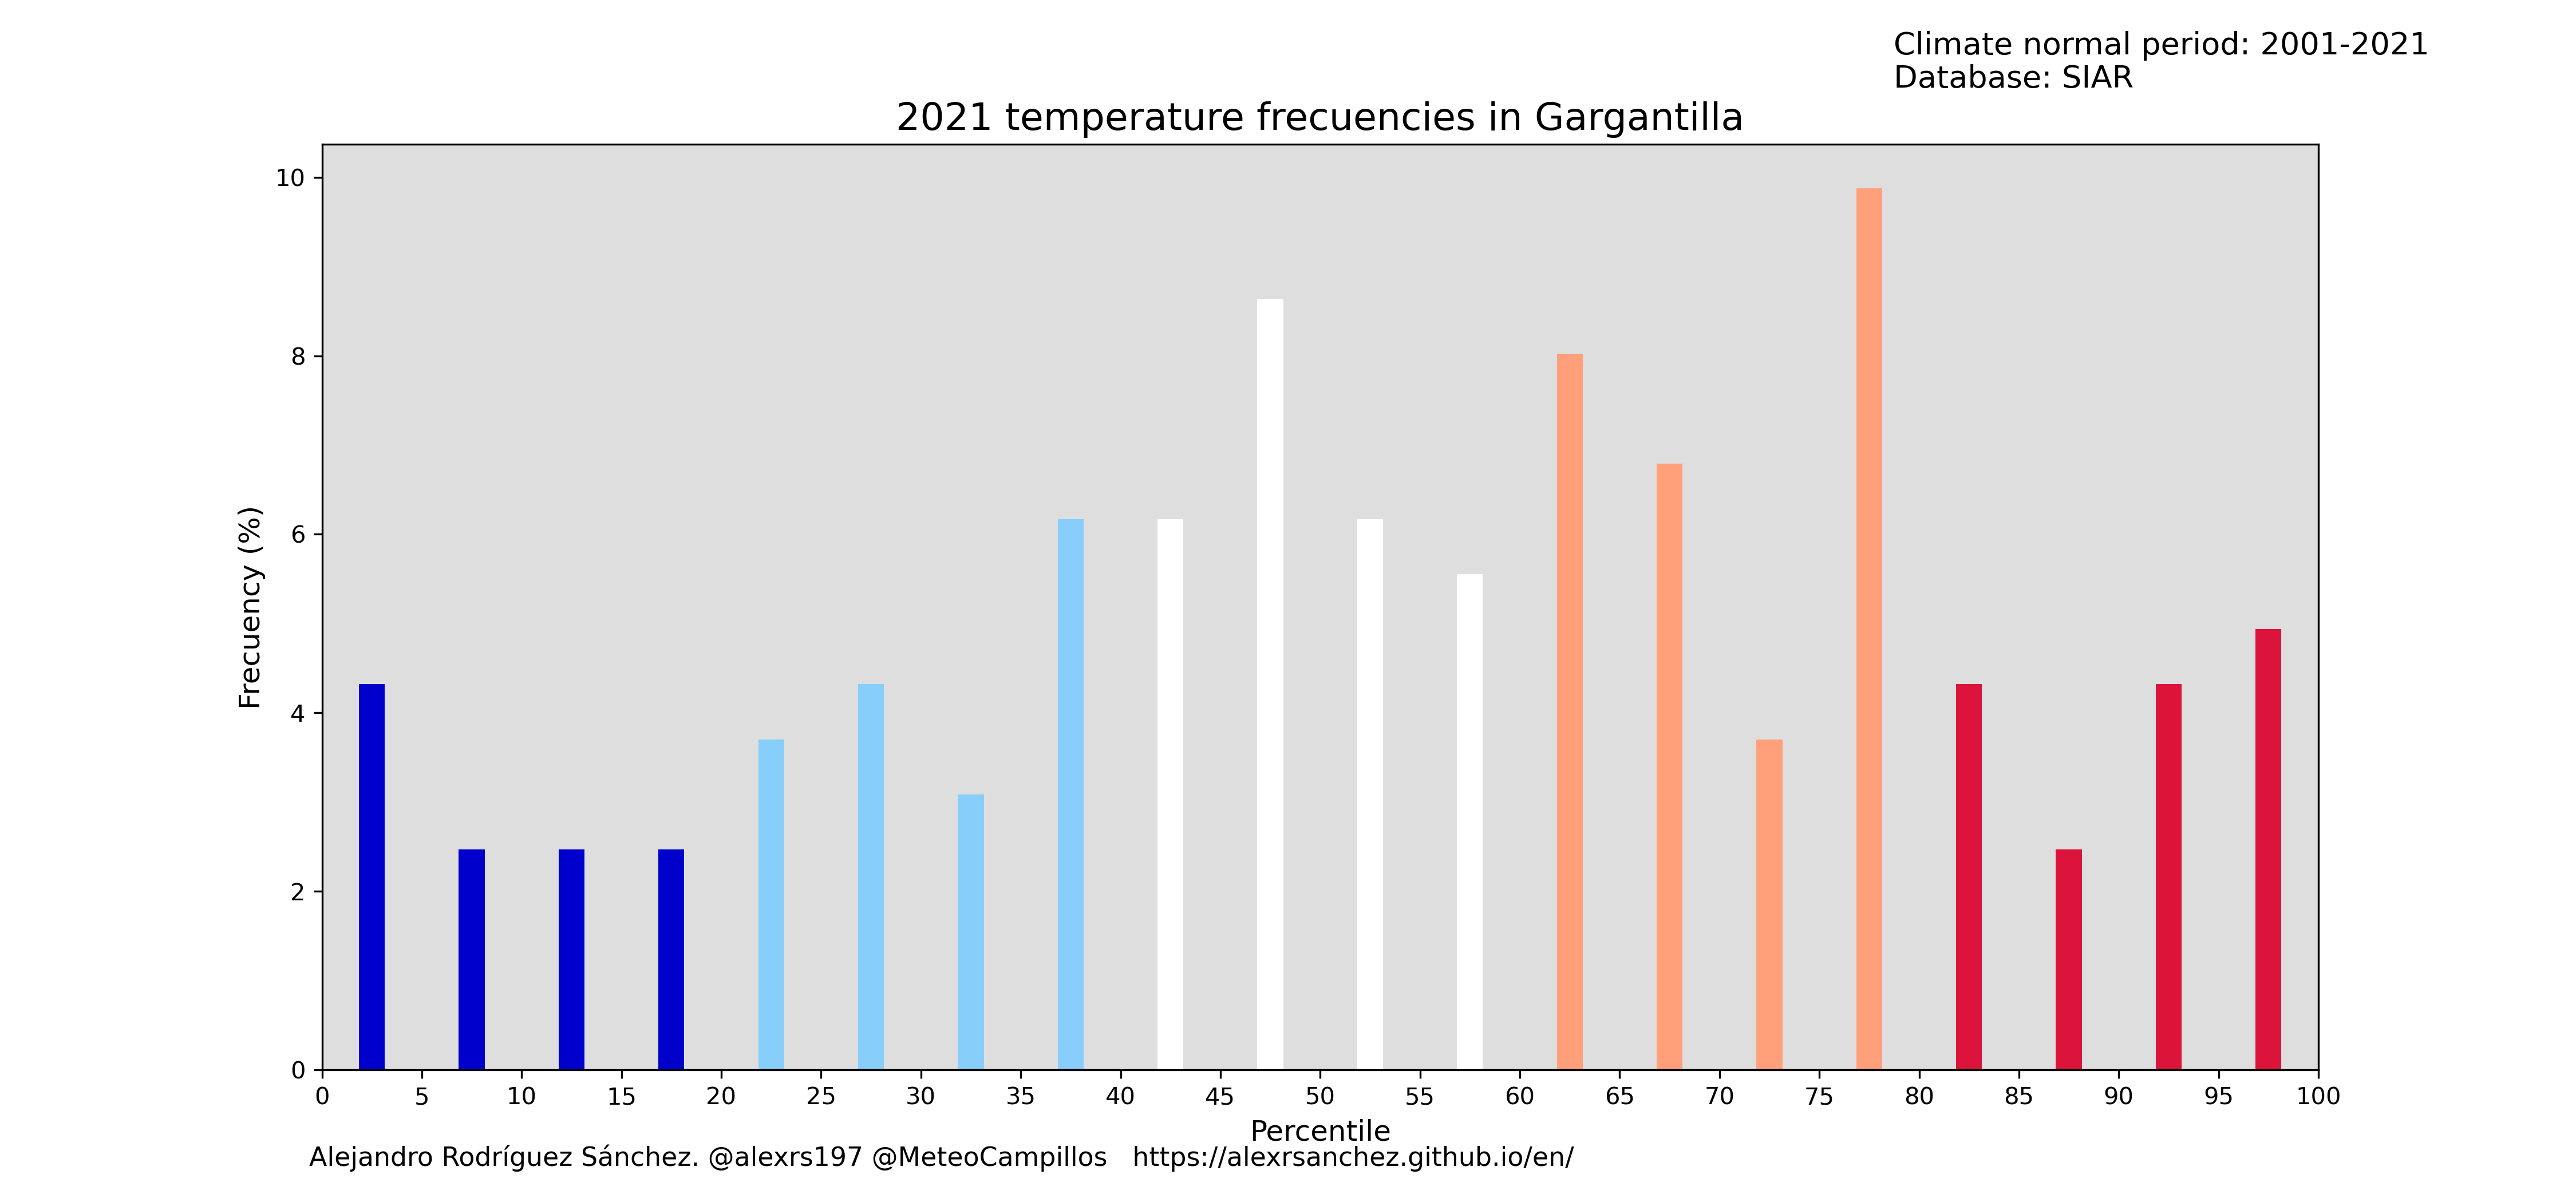 Climate normal period: 2001-2021
Database: SIAR
2021 temperature frecuencies in Gargantilla
Frecuency (%)
10
8
6
4
2
0
0 5 10 15 20 25 30 35 40 45 50 55 60 65 70 75 80 85 90 95 100
Percentile
Alejandro Rodríguez Sánchez. @alexrs197 @MeteoCampillos https://alexrsanchez.github.io/en/